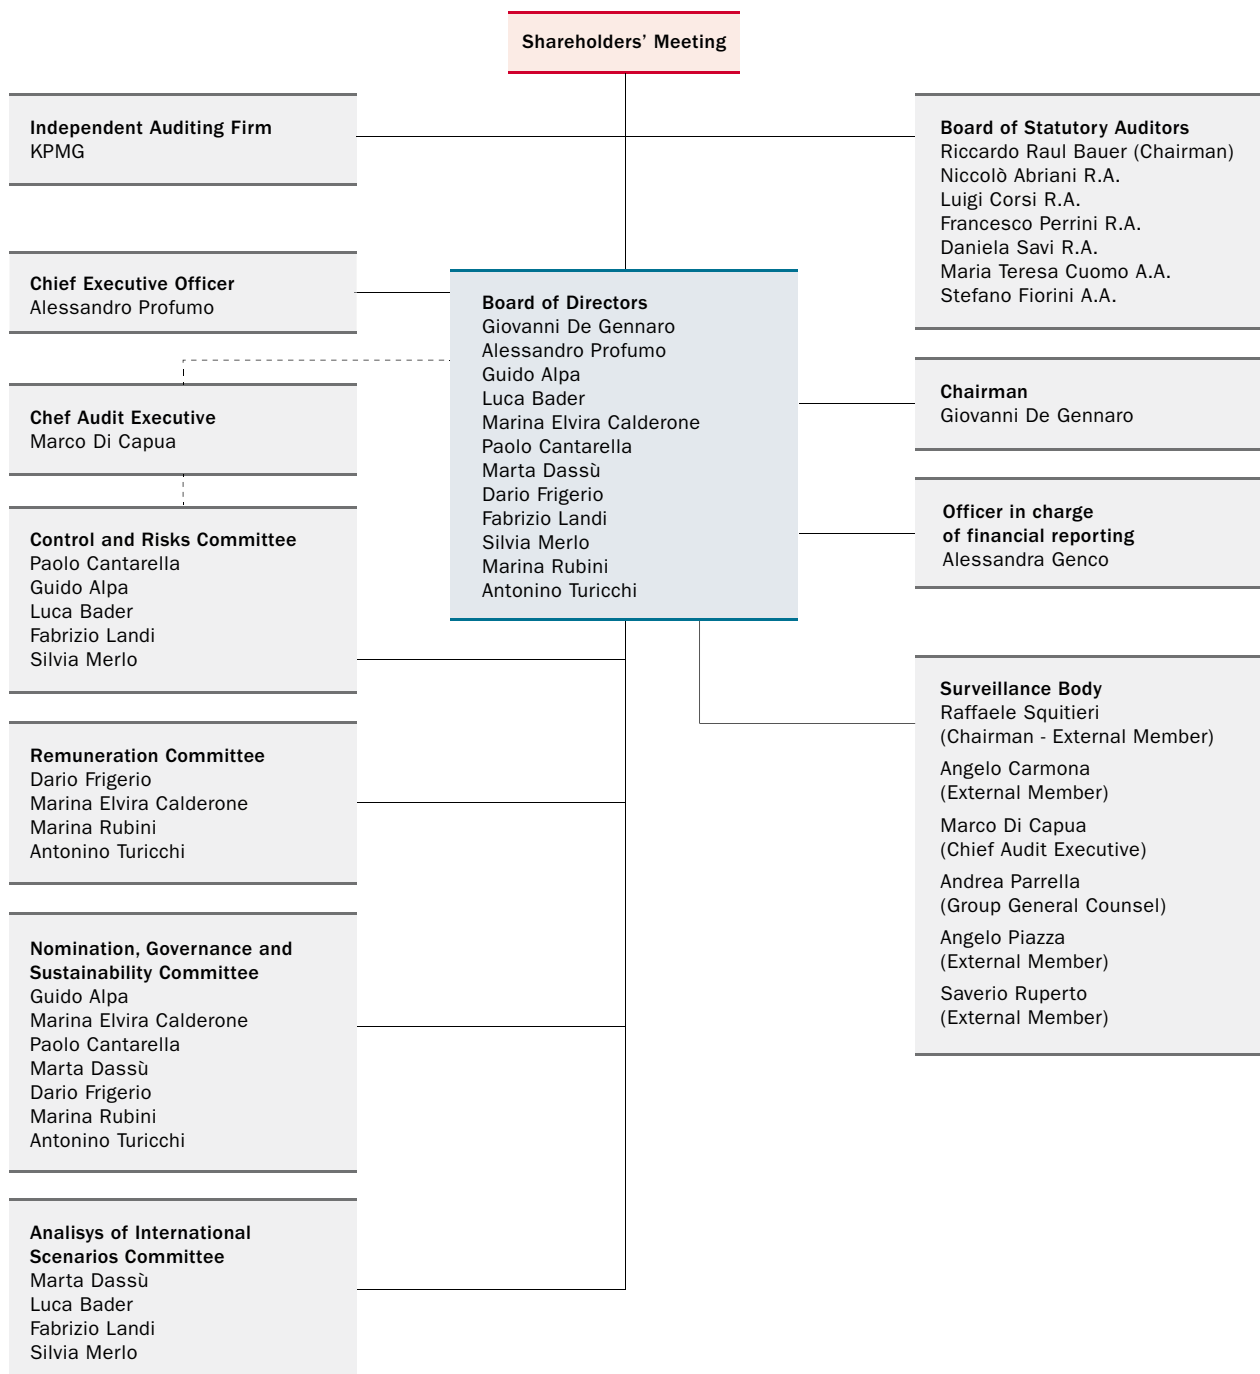 Shareholders’ Meeting
Independent Auditing Firm
KPMG
Board of Statutory Auditors
Riccardo Raul Bauer (Chairman)
Niccolò Abriani R.A.
Luigi Corsi R.A.
Francesco Perrini R.A.
Daniela Savi R.A.
Maria Teresa Cuomo A.A.
Stefano Fiorini A.A.
Chief Executive Officer
Alessandro Profumo
Board of Directors
Giovanni De Gennaro
Alessandro Profumo
Guido Alpa
Luca Bader
Marina Elvira Calderone
Paolo Cantarella
Marta Dassù
Dario Frigerio
Fabrizio Landi
Silvia Merlo
Marina Rubini
Antonino Turicchi
Chairman
Giovanni De Gennaro
Chef Audit Executive
Marco Di Capua
Officer in charge
of financial reporting
Alessandra Genco
Control and Risks Committee
Paolo Cantarella
Guido Alpa
Luca Bader
Fabrizio Landi
Silvia Merlo
Surveillance Body
Raffaele Squitieri
(Chairman - External Member)
Angelo Carmona
(External Member)
Marco Di Capua
(Chief Audit Executive)
Andrea Parrella
(Group General Counsel)
Angelo Piazza
(External Member)
Saverio Ruperto
(External Member)
Remuneration Committee
Dario Frigerio
Marina Elvira Calderone
Marina Rubini
Antonino Turicchi
Nomination, Governance and
Sustainability Committee
Guido Alpa
Marina Elvira Calderone
Paolo Cantarella
Marta Dassù
Dario Frigerio
Marina Rubini
Antonino Turicchi
Analisys of International
Scenarios Committee
Marta Dassù
Luca Bader
Fabrizio Landi
Silvia Merlo